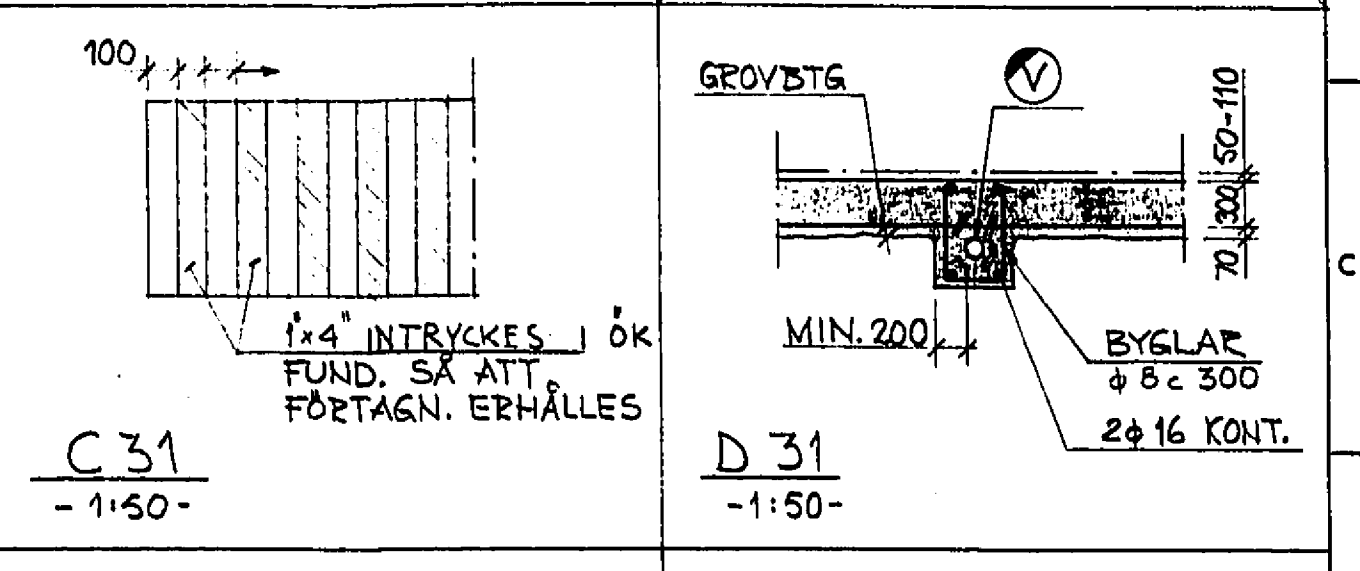 100
1"x4" INTRYCKES I ÖK
FUND. SÅ ATT
FÖRTAGN. ERHÅLLES
C 31
- 1:50 -
GROVBTG
V
50-110
300
70
MIN. 200
BYGLAR
ϕ 8 c 300
2ϕ 16 KONT.
D 31
-1:50-
C